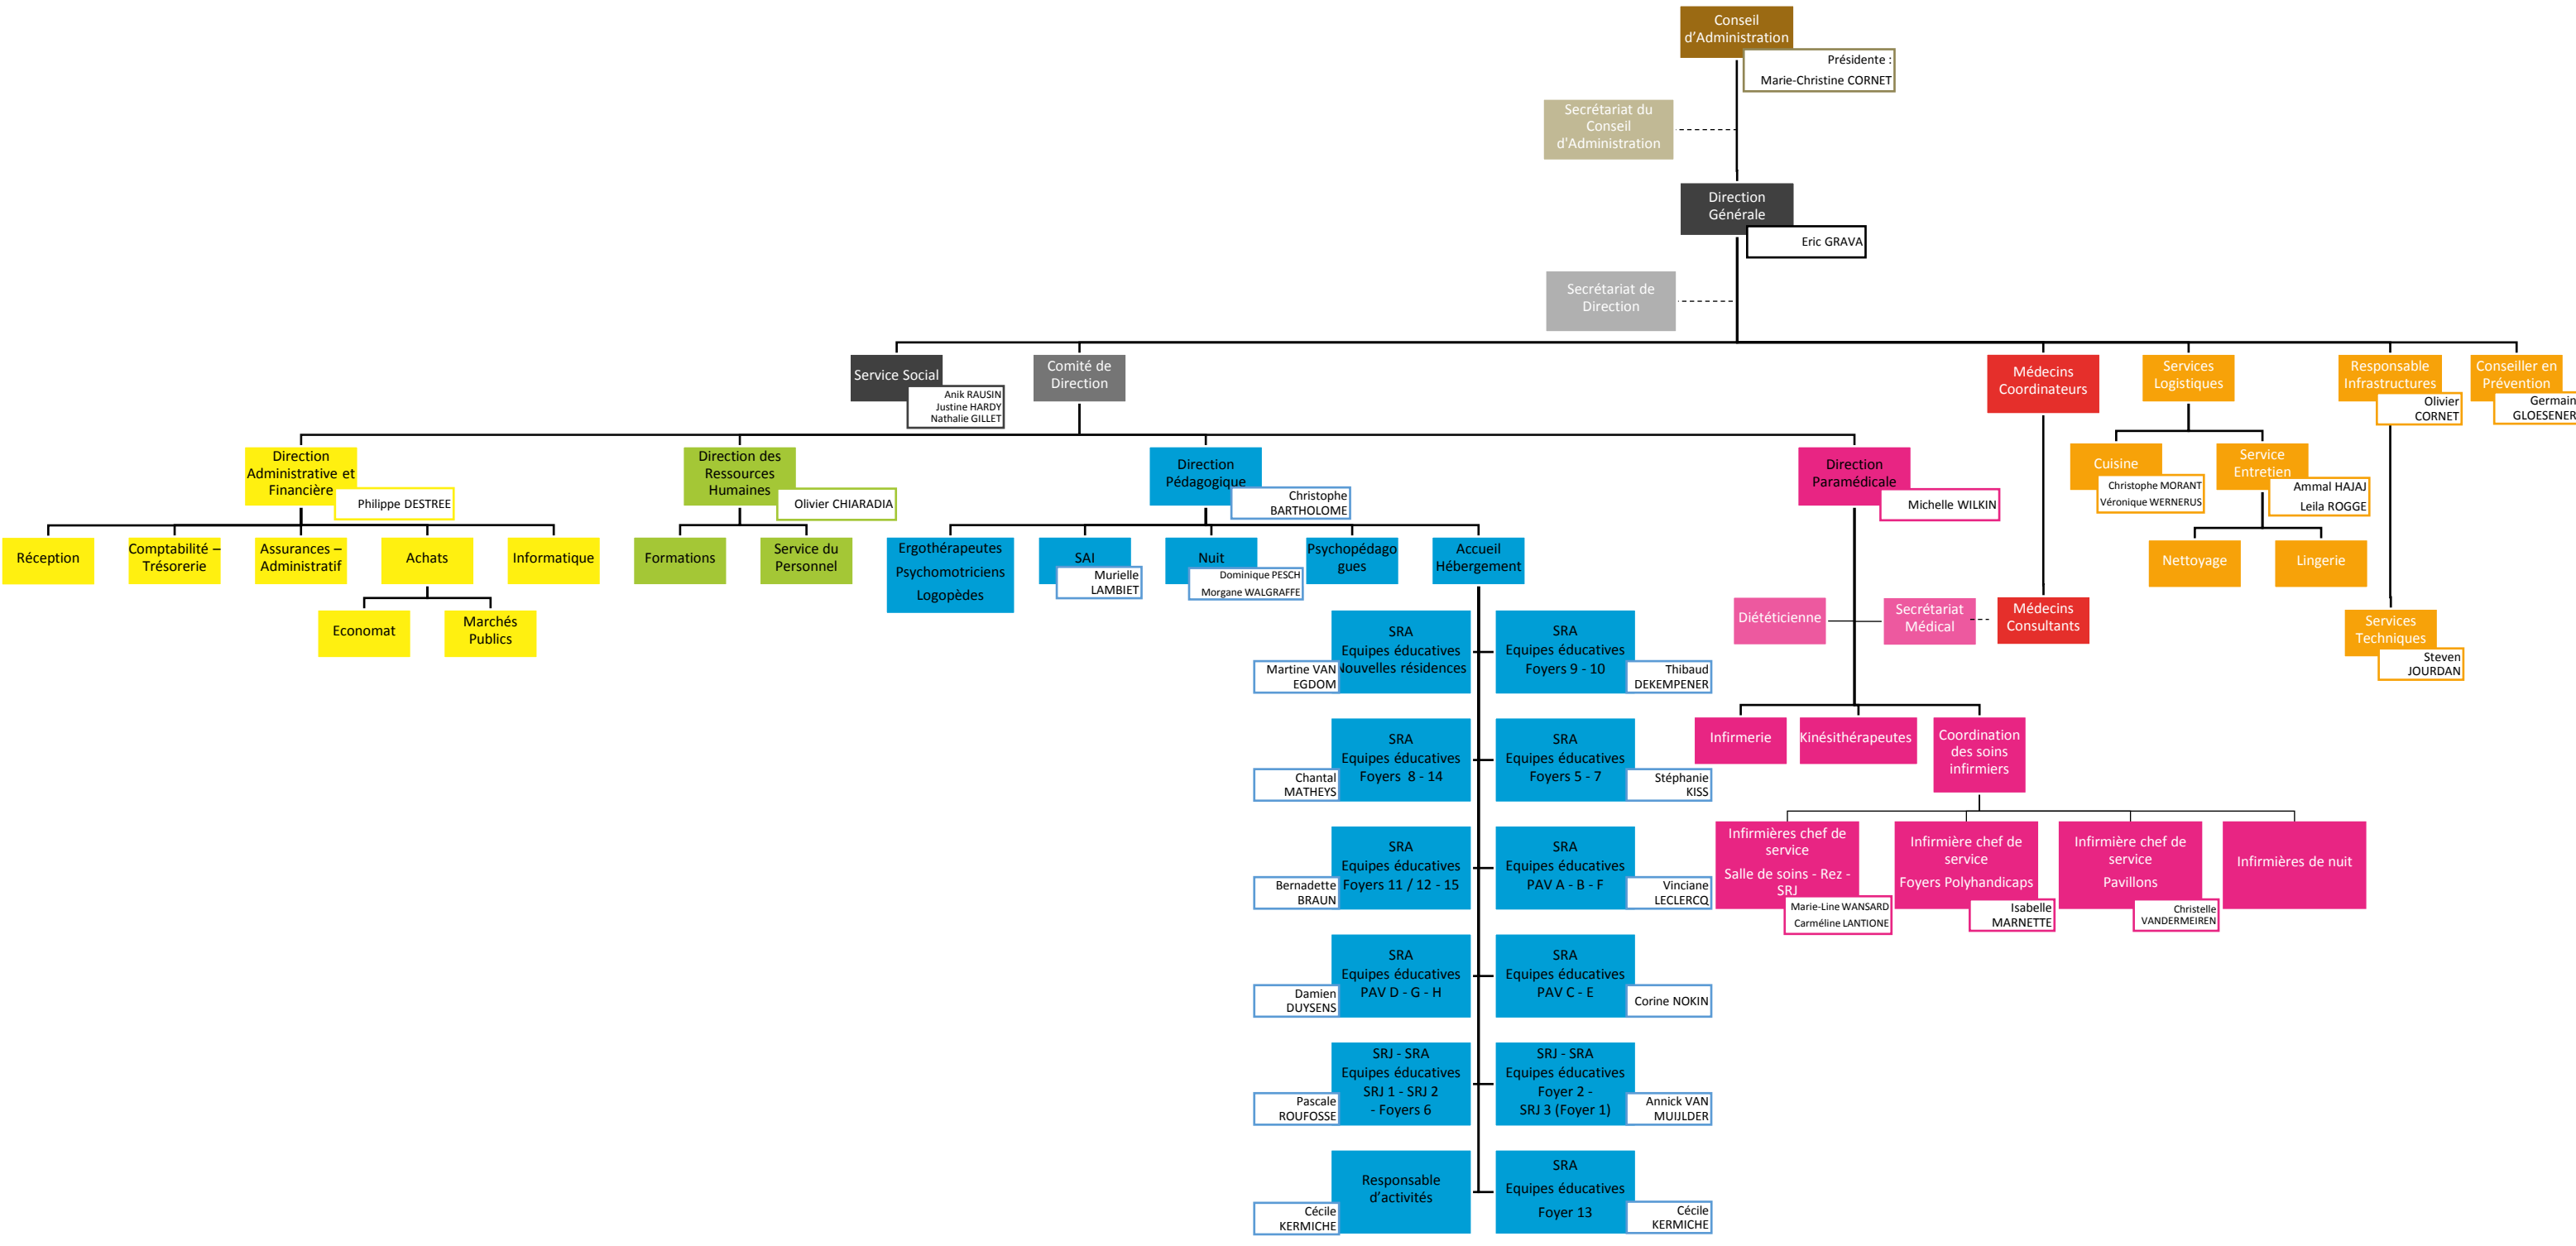 Conseil
d'Administration
Présidente :
Marie-Christine CORNET
Secrétariat du
Conseil
d'Administration
Direction
Générale
Eric GRAVA
Secrétariat de
Direction
Service Social
Anik RAUSIN
Justine HARDY
Nathalie GILLET
Comité de
Direction
Médecins
Coordinateurs
Services
Logistiques
Responsable
Infrastructures
Olivier
CORNET
Conseiller en
Prévention
Germain
GLOESENER
Direction
Administrative et
Financière
Philippe DESTREE
Direction des
Ressources
Humaines
Olivier CHIARADIA
Direction
Pédagogique
Christophe
BARTHOLOME
Direction
Paramédicale
Michelle WILKIN
Cuisine
Christophe MORANT
Véronique WERNERUS
Service
Entretien
Ammal HAJAJ
Leila ROGGE
Réception
Comptabilité –
Trésorerie
Assurances –
Administratif
Achats
Informatique
Formations
Service du
Personnel
Ergothérapeutes
Psychomotriciens
Logopèdes
SAI
Murielle
LAMBIET
Nuit
Dominique PESCH
Morgane WALGRAFFE
Psychopédago
gues
Accueil
Hébergement
Nettoyage
Lingerie
Economat
Marchés
Publics
Diététicienne
Secrétariat
Médical
Médecins
Consultants
Services
Techniques
Steven
JOURDAN
SRA
Equipes éducatives
Nouvelles résidences
Martine VAN
EGDOM
SRA
Equipes éducatives
Foyers 9 - 10
Thibaud
DEKEMPENER
SRA
Equipes éducatives
Foyers 8 - 14
Chantal
MATHEYS
SRA
Equipes éducatives
Foyers 5 - 7
Stéphanie
KISS
Infirmerie
Kinésithérapeutes
Coordination
des soins
infirmiers
SRA
Equipes éducatives
Foyers 11 / 12 - 15
Bernadette
BRAUN
SRA
Equipes éducatives
PAV A - B - F
Vinciane
LECLERCQ
Infirmières chef de
service
Salle de soins - Rez -
SRJ
Marie-Line WANSARD
Carméline LANTIONE
Infirmière chef de
service
Foyers Polyhandicaps
Isabelle
MARNETTE
Infirmière chef de
service
Pavillons
Christelle
VANDERMEIREN
Infirmières de nuit
SRA
Equipes éducatives
PAV D - G - H
Damien
DUYSENS
SRA
Equipes éducatives
PAV C - E
Corine NOKIN
SRJ - SRA
Equipes éducatives
SRJ 1 - SRJ 2
- Foyers 6
Pascale
ROUFOSSE
SRJ - SRA
Equipes éducatives
Foyer 2 -
SRJ 3 (Foyer 1)
Annick VAN
MUIJLDER
Responsable
d'activités
Cécile
KERMICHE
SRA
Equipes éducatives
Foyer 13
Cécile
KERMICHE